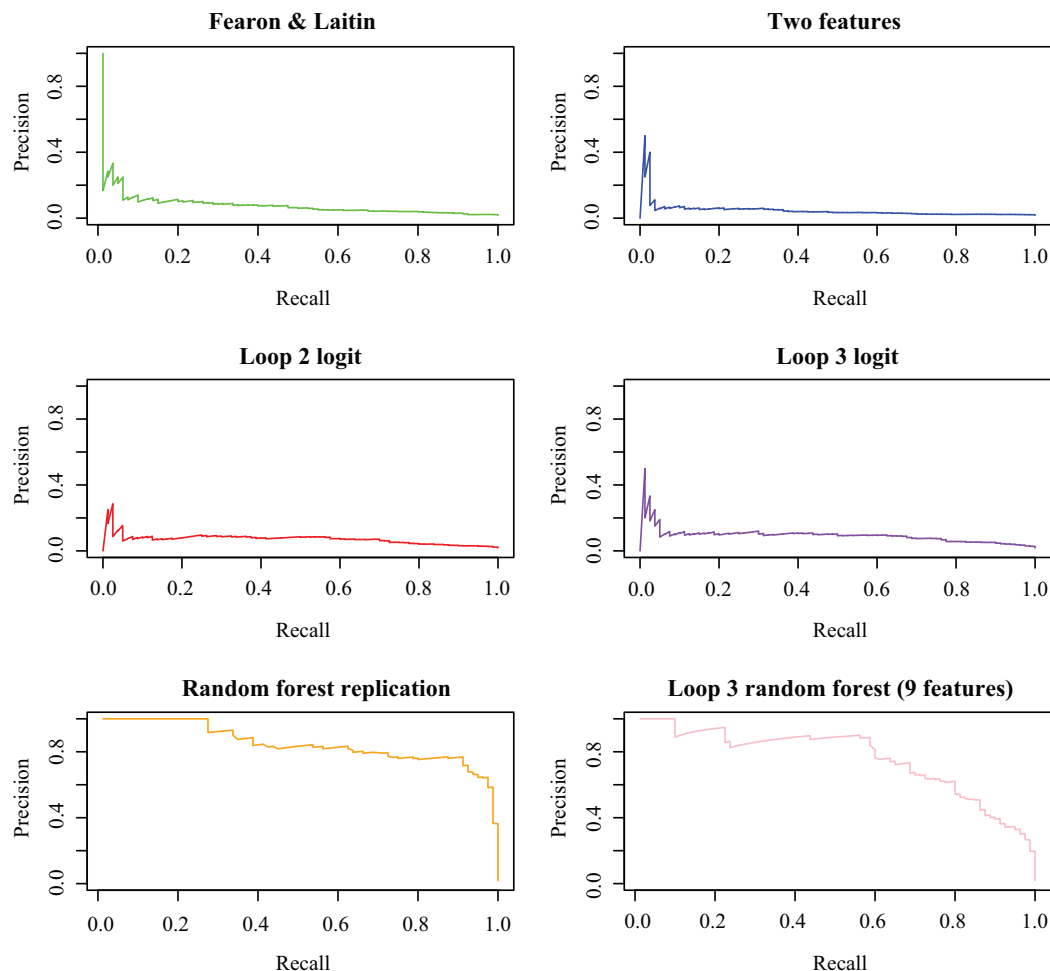 Fearon & Laitin
Precision
0.0 0.4 0.8
0.0 0.2 0.4 0.6 0.8 1.0
Recall
Two features
Precision
0.0 0.4 0.8
0.0 0.2 0.4 0.6 0.8 1.0
Recall
Loop 2 logit
Precision
0.0 0.4 0.8
0.0 0.2 0.4 0.6 0.8 1.0
Recall
Loop 3 logit
Precision
0.0 0.4 0.8
0.0 0.2 0.4 0.6 0.8 1.0
Recall
Random forest replication
Precision
0.0 0.4 0.8
0.0 0.2 0.4 0.6 0.8 1.0
Recall
Loop 3 random forest (9 features)
Precision
0.0 0.4 0.8
0.0 0.2 0.4 0.6 0.8 1.0
Recall